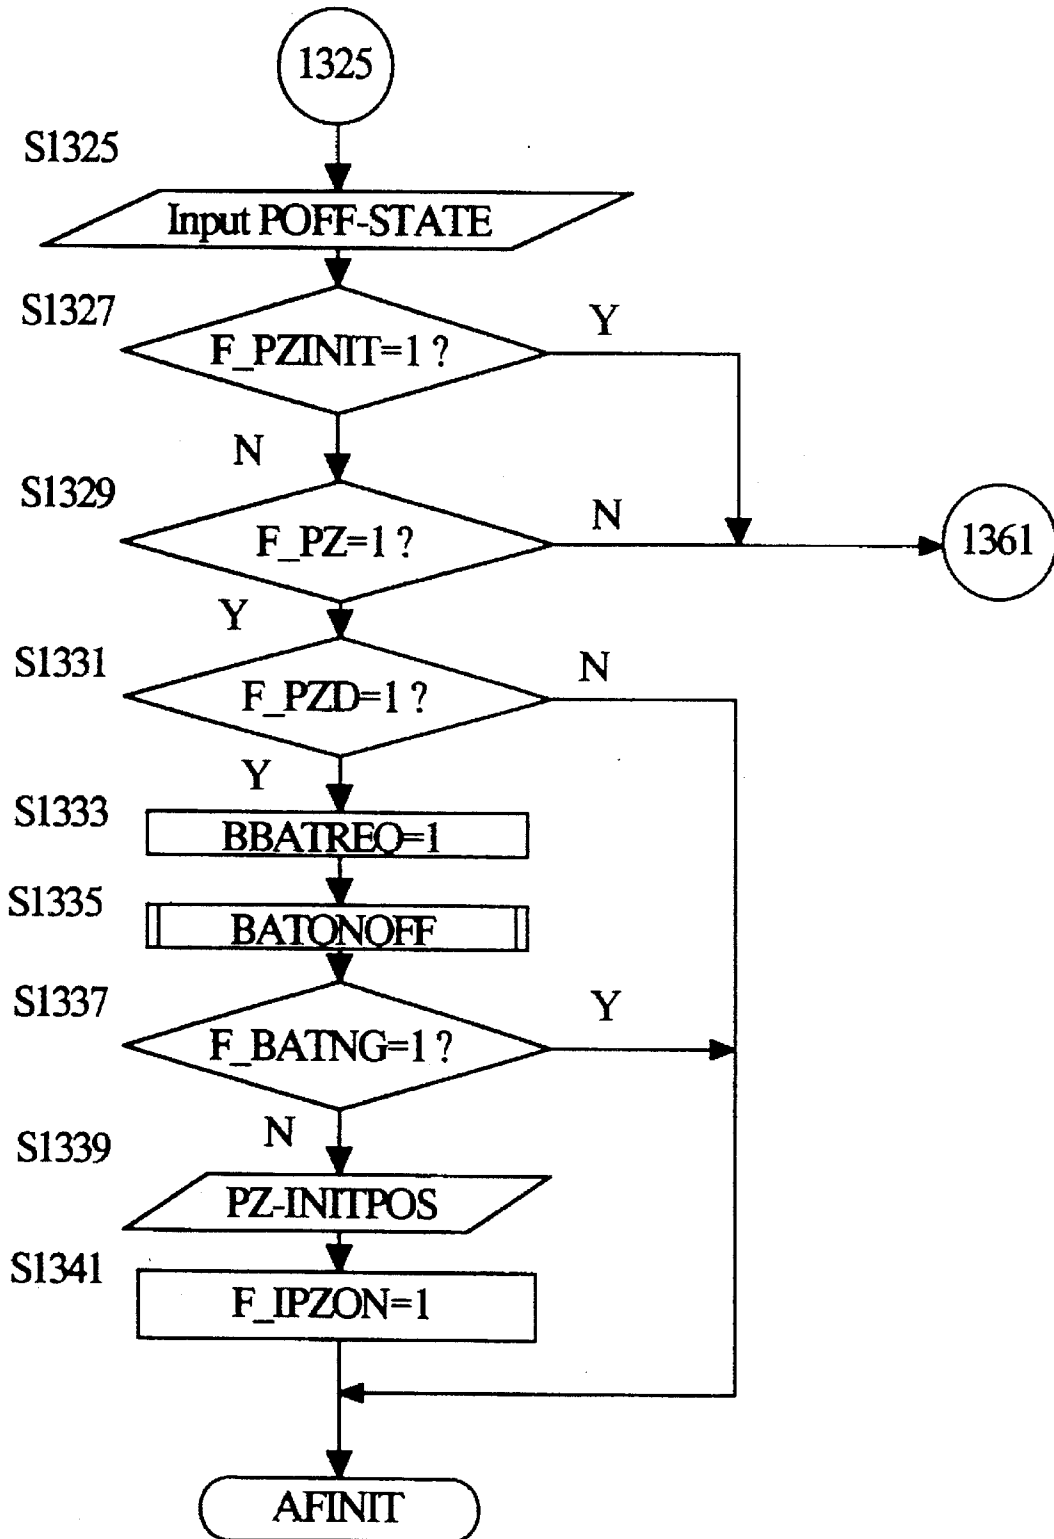 1325
S1325
Input POFF-STATE
S1327
F_PZINIT=1 ?
Y
N
S1329
F_PZ=1 ?
N
1361
Y
S1331
F_PZD=1 ?
N
Y
S1333
BBATREQ=1
S1335
BATONOFF
S1337
F_BATNG=1 ?
Y
N
S1339
PZ-INITPOS
S1341
F_IPZON=1
AFINIT